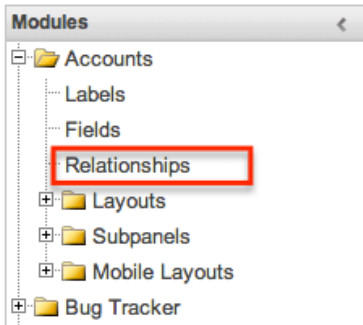 Modules
Accounts
Labels
Fields
Relationships
Layouts
Subpanels
Mobile Layouts
Bug Tracker